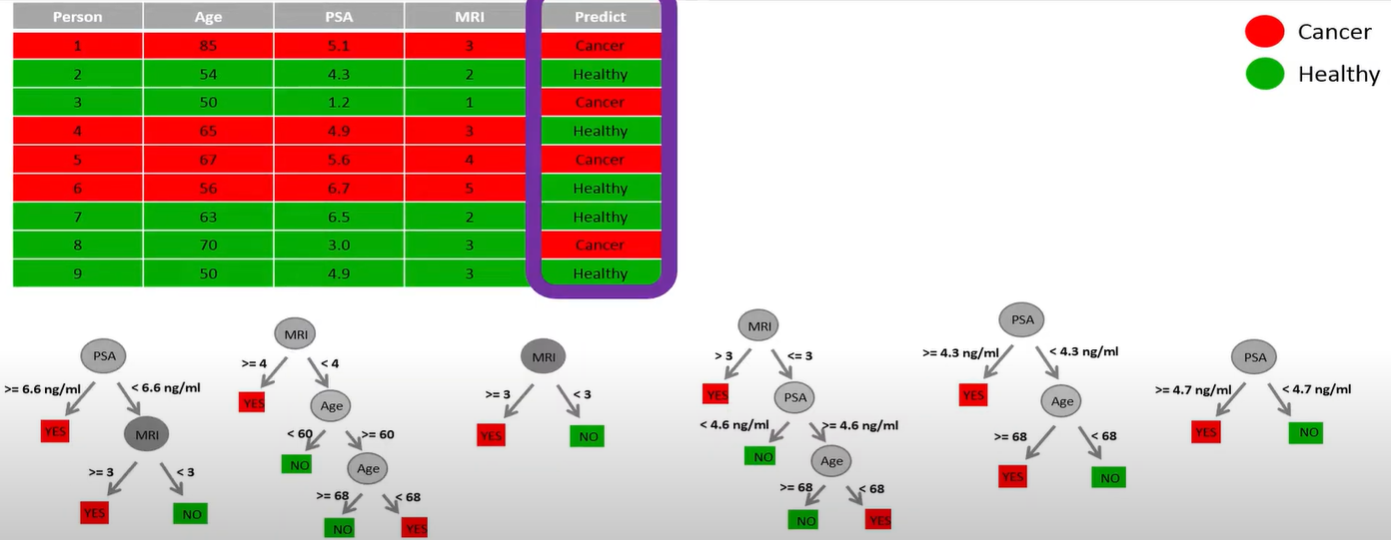 Person Age PSA MRI Predict
1 85 5.1 3 Cancer
2 54 4.3 2 Healthy
3 50 1.2 1 Cancer
4 65 4.9 3 Healthy
5 67 5.6 4 Cancer
6 56 6.7 5 Healthy
7 63 6.5 2 Healthy
8 70 3.0 3 Cancer
9 50 4.9 3 Healthy
Cancer
Healthy
PSA
>= 6.6 ng/ml < 6.6 ng/ml
YES MRI
>= 3 < 3
YES NO
MRI
>= 4 < 4
YES Age
< 60 >= 60
NO Age
>= 68 < 68
NO YES
MRI
>= 3 < 3
YES NO
MRI
> 3 <= 3
YES PSA
< 4.6 ng/ml >= 4.6 ng/ml
NO Age
>= 68 < 68
NO YES
PSA
>= 4.3 ng/ml < 4.3 ng/ml
YES Age
>= 68 < 68
YES NO
PSA
>= 4.7 ng/ml < 4.7 ng/ml
YES NO